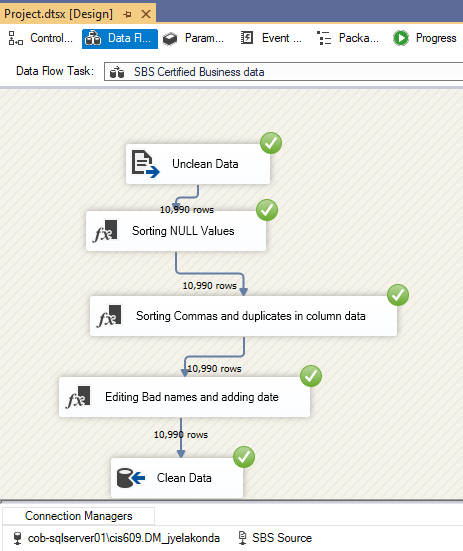 Project.dtsx [Design]
Control... Data Fl... Param... Event ... Packa... Progress
Data Flow Task: SBS Certified Business data
Unclean Data
10,990 rows
fx Sorting NULL Values
10,990 rows
fx Sorting Commas and duplicates in column data
10,990 rows
fx Editing Bad names and adding date
10,990 rows
Clean Data
Connection Managers
cob-sqlserver01\cis609.DM_jyelakonda SBS Source